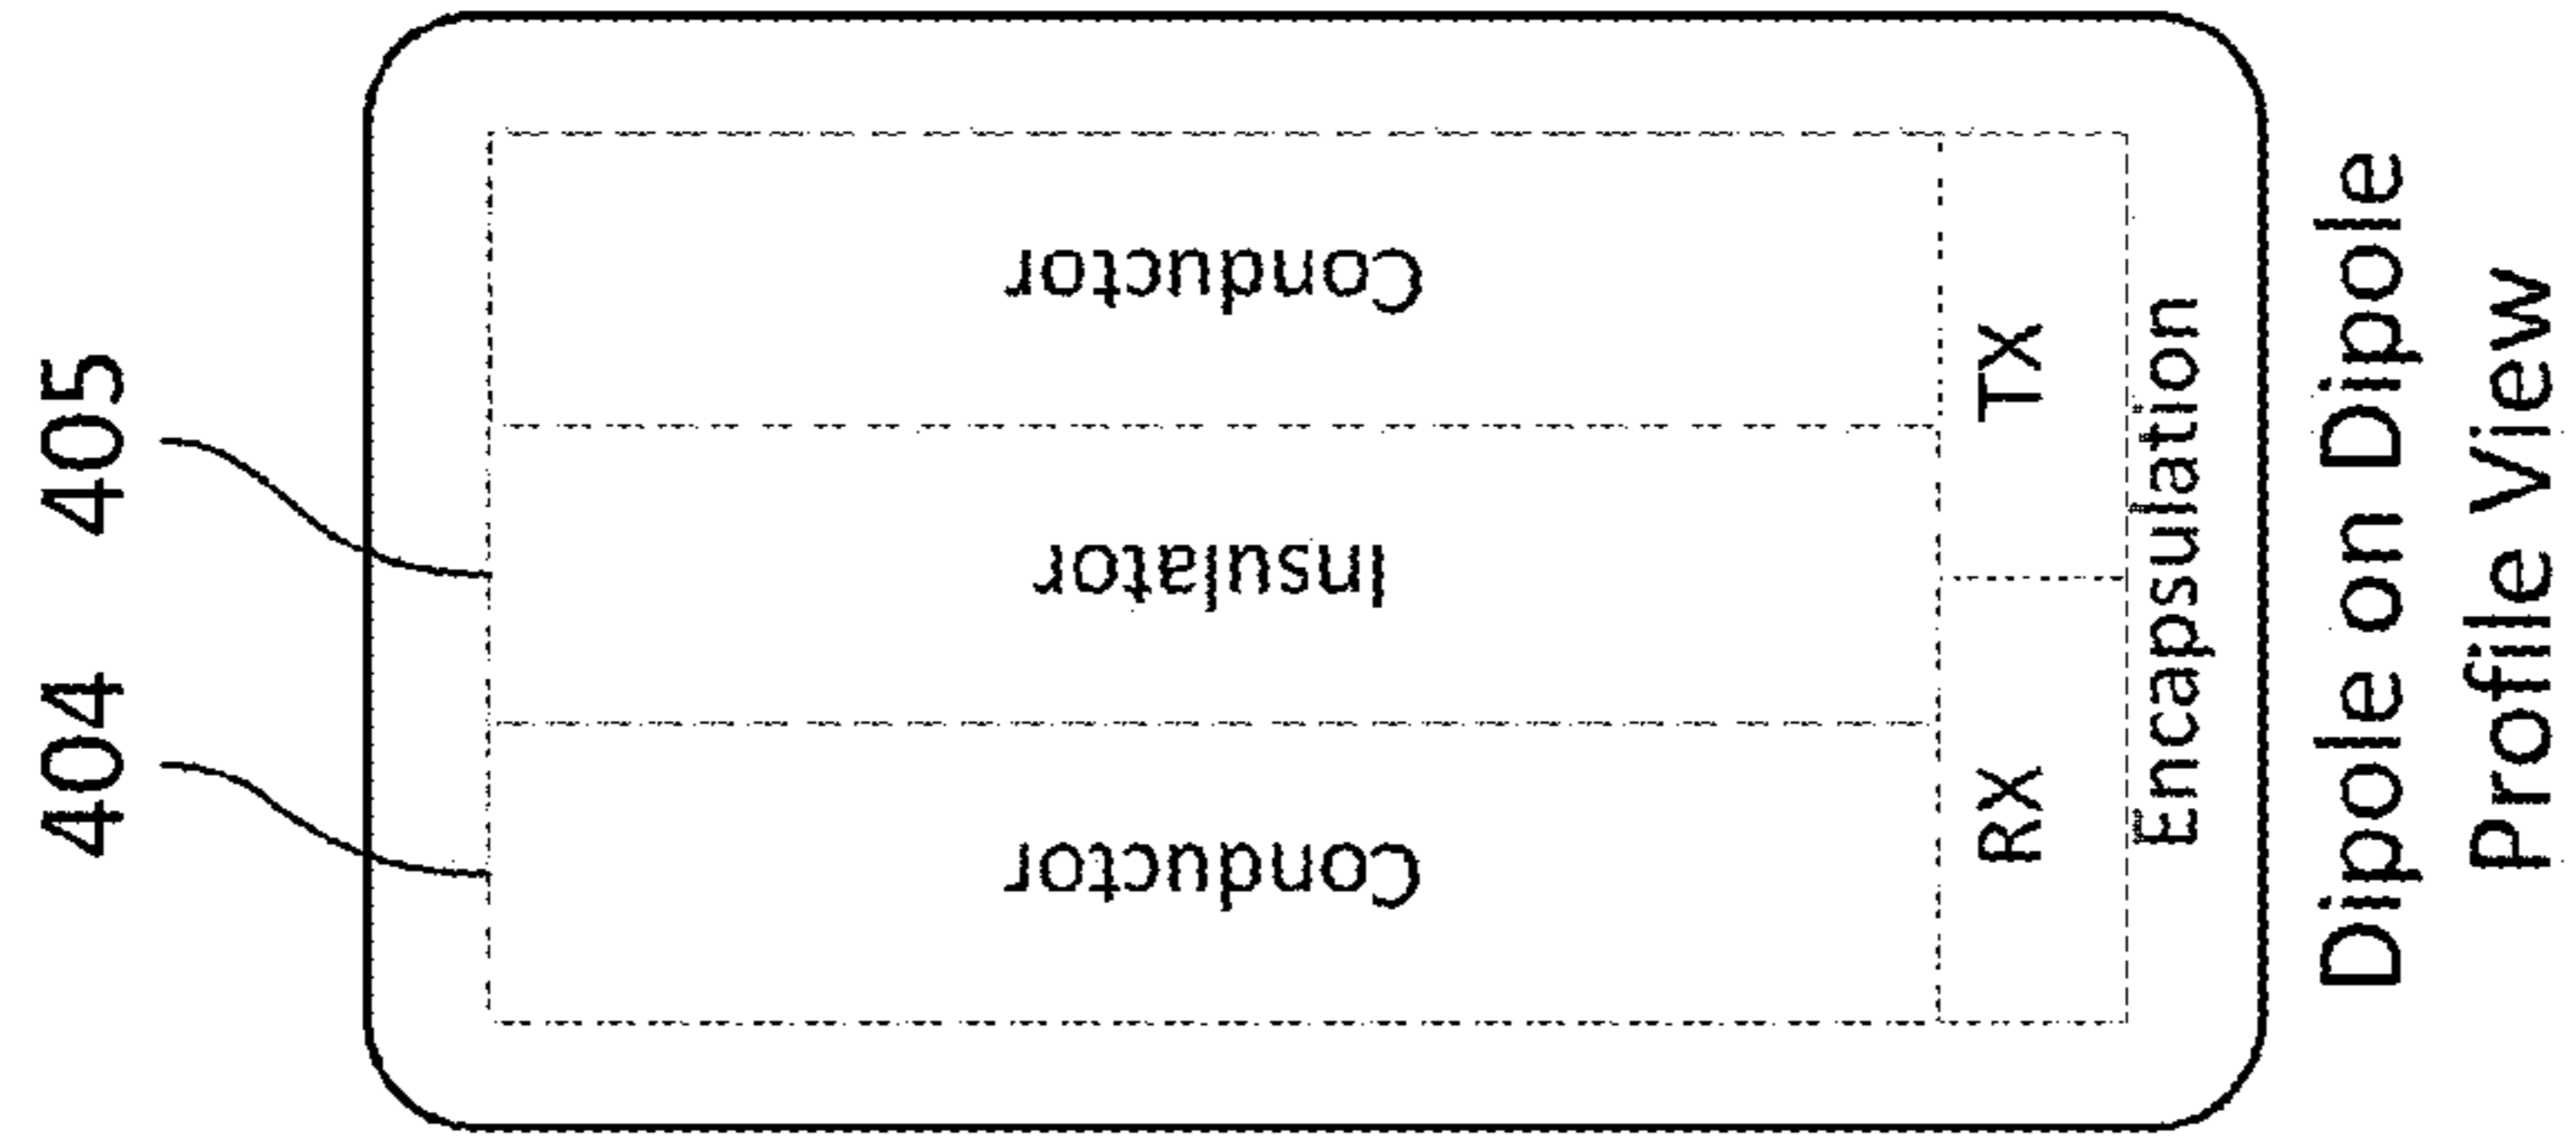 404
405
Conductor
Insulator
Conductor
RX
TX
Encapsulation
Dipole on Dipole
Profile View